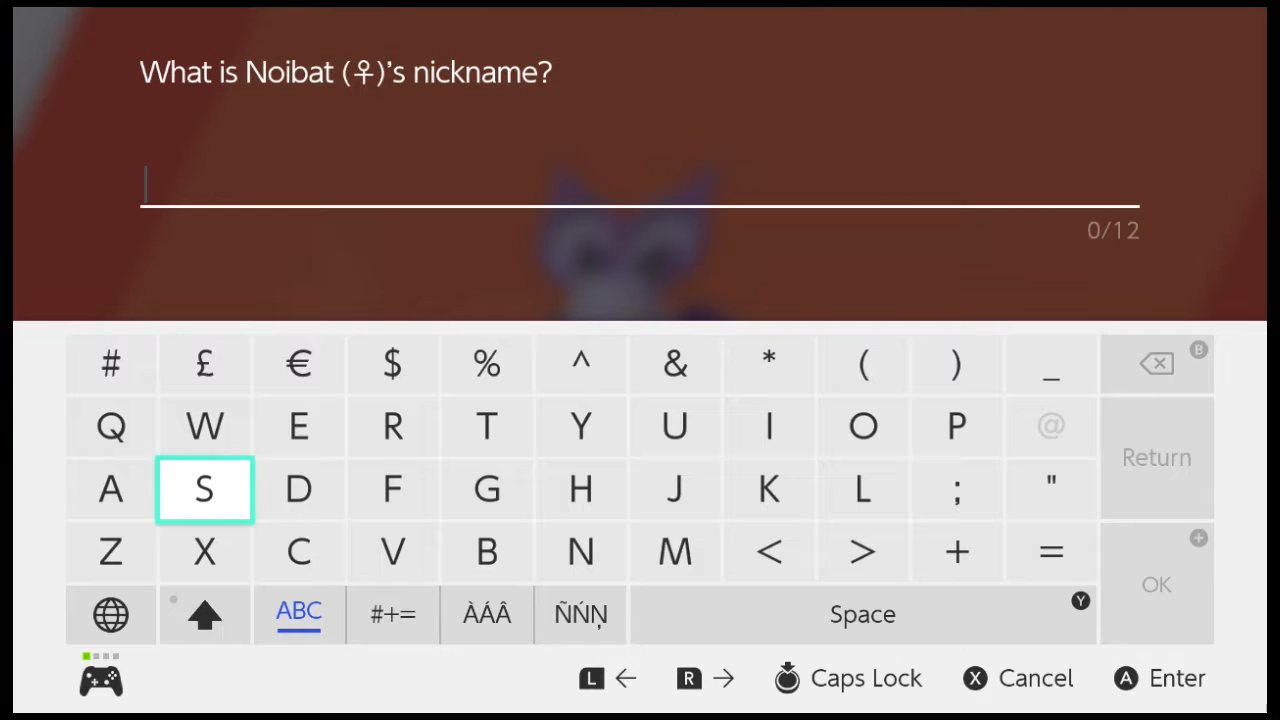 What is Noibat (♀)'s nickname?
0/12
# £ € $ % ^ & * ( ) _ B
Q W E R T Y U I O P @ Return
A S D F G H J K L ; "
Z X C V B N M < > + = + OK
ABC #+= ÀÁÂ ÑŃŅ Space Y
L ← R → Caps Lock X Cancel A Enter